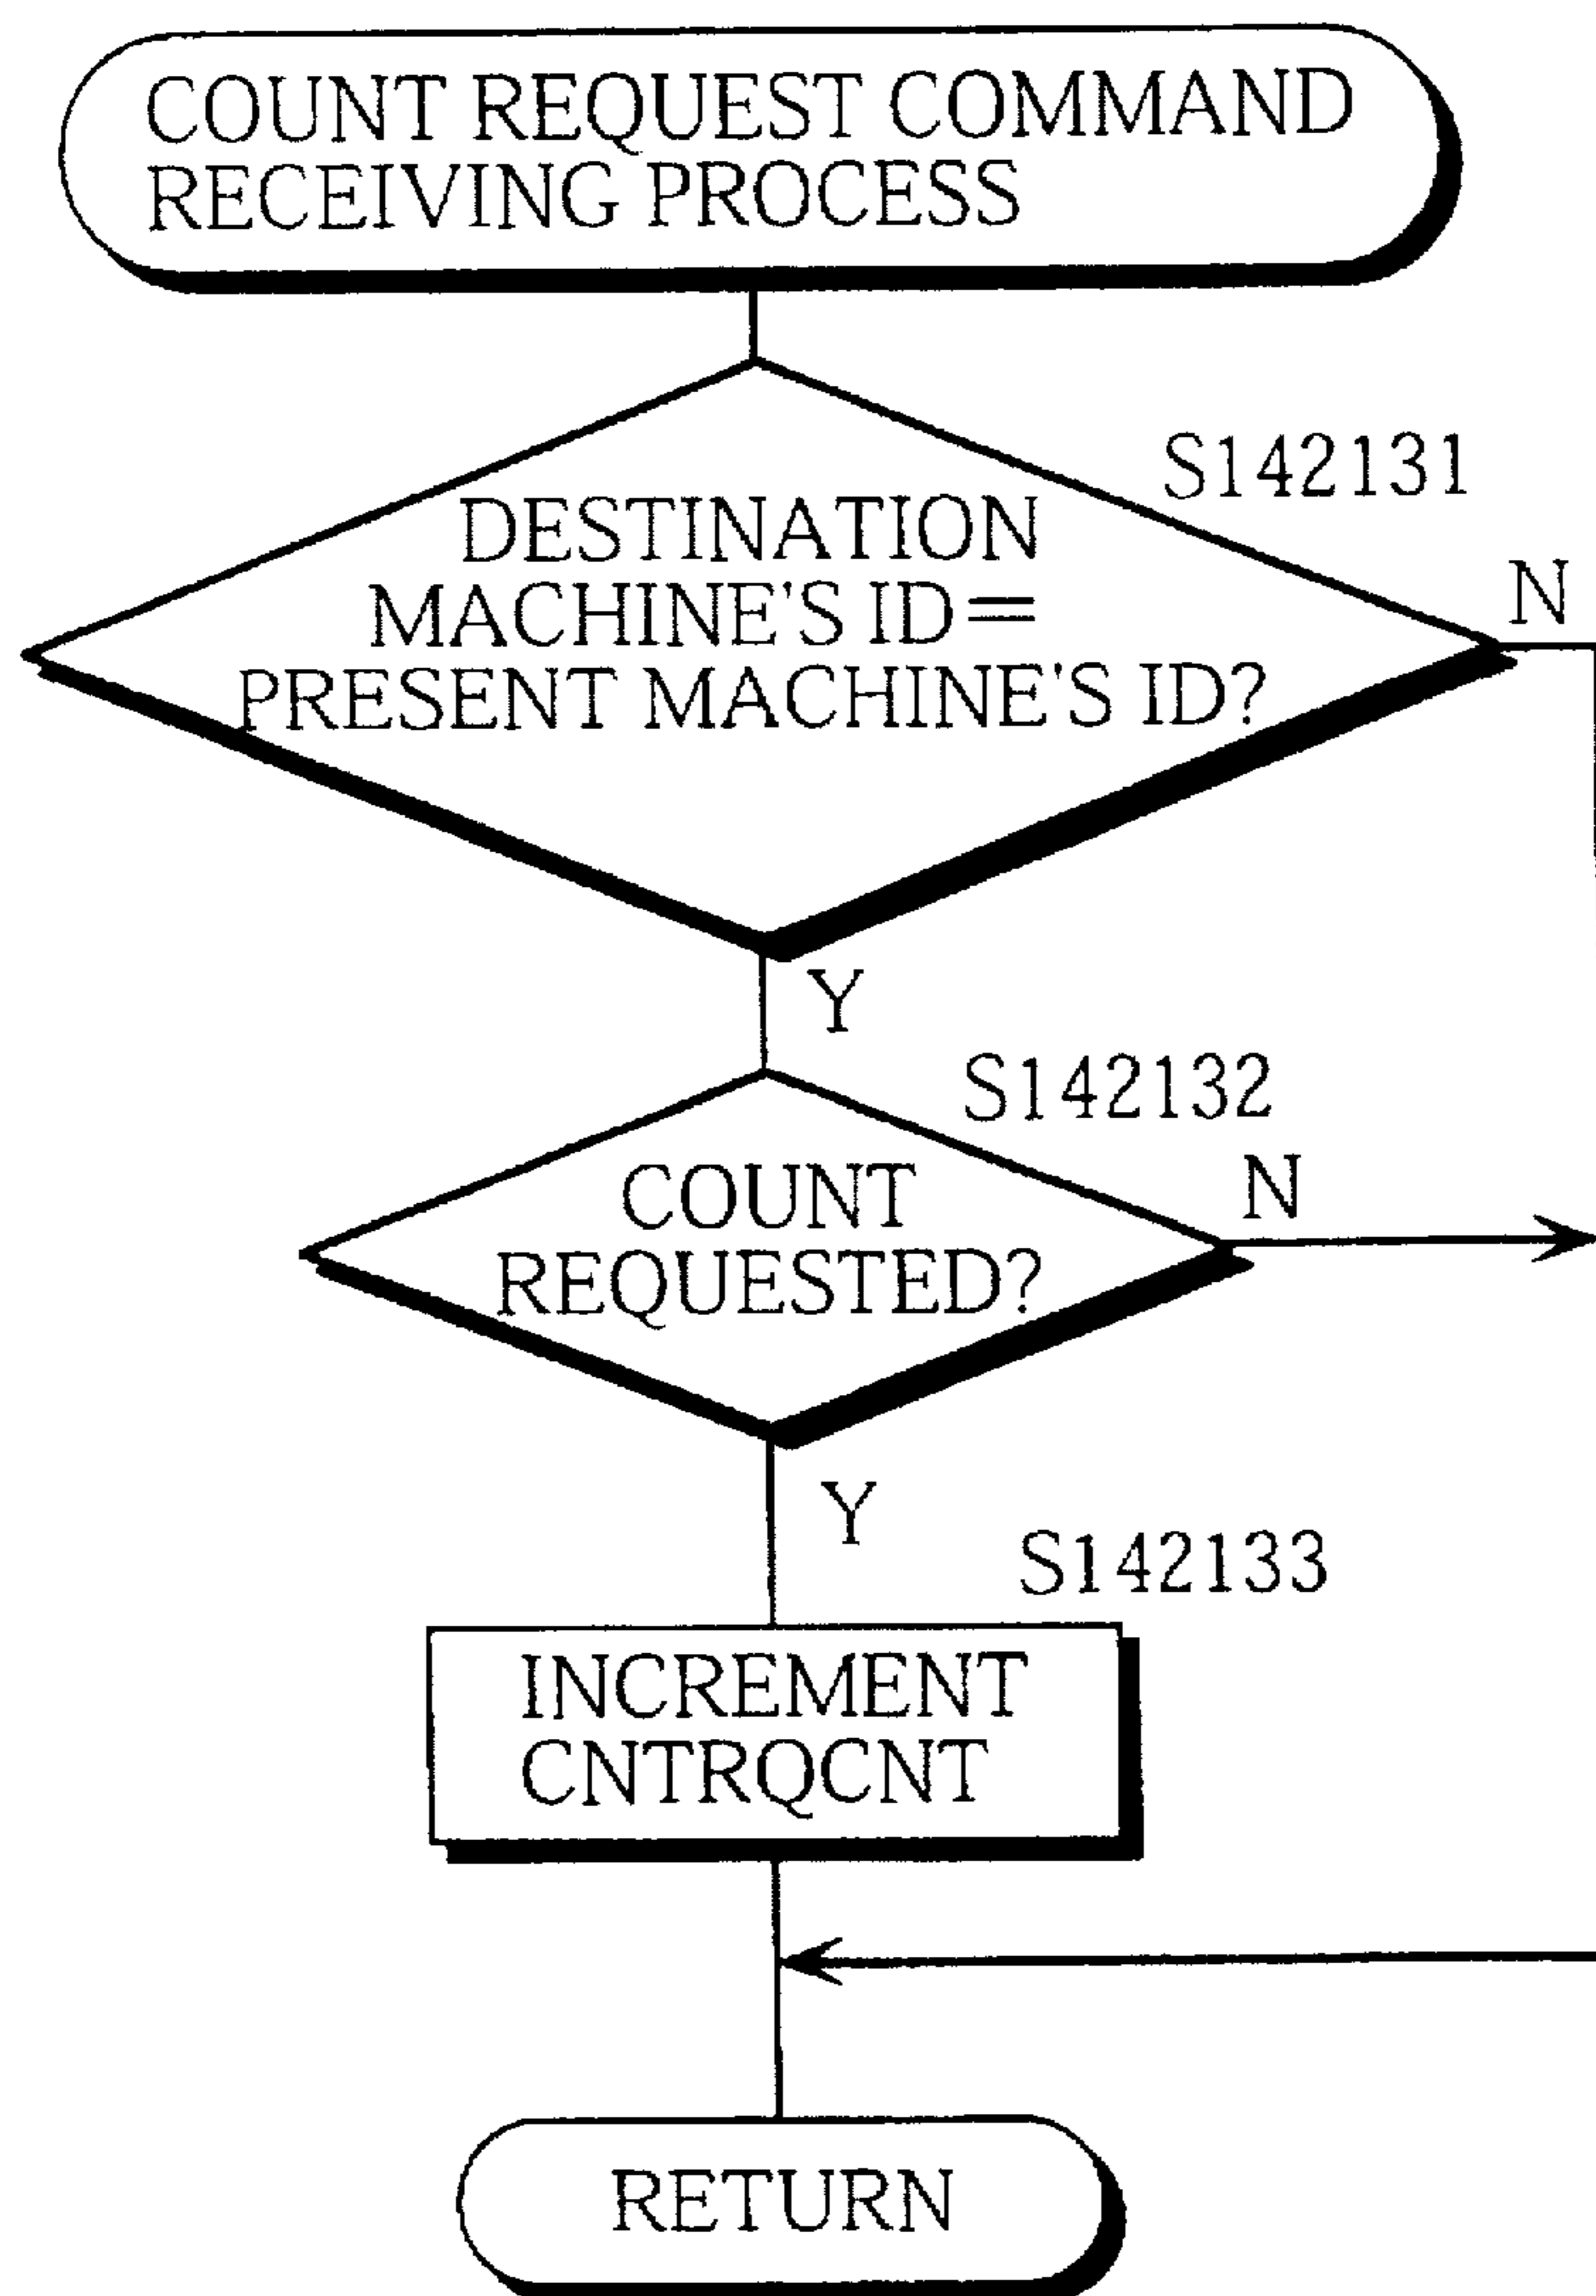 COUNT REQUEST COMMAND
RECEIVING PROCESS
S142131
DESTINATION
MACHINE'S ID=
PRESENT MACHINE'S ID?
N
Y
S142132
COUNT
REQUESTED?
N
Y
S142133
INCREMENT
CNTRQCNT
RETURN